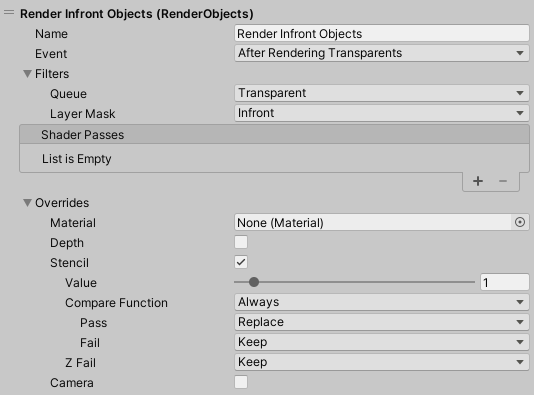 Render Infront Objects (RenderObjects)
Name Render Infront Objects
Event After Rendering Transparents
Filters
Queue Transparent
Layer Mask Infront
Shader Passes
List is Empty
+ −
Overrides
Material None (Material)
Depth
Stencil
Value 1
Compare Function Always
Pass Replace
Fail Keep
Z Fail Keep
Camera